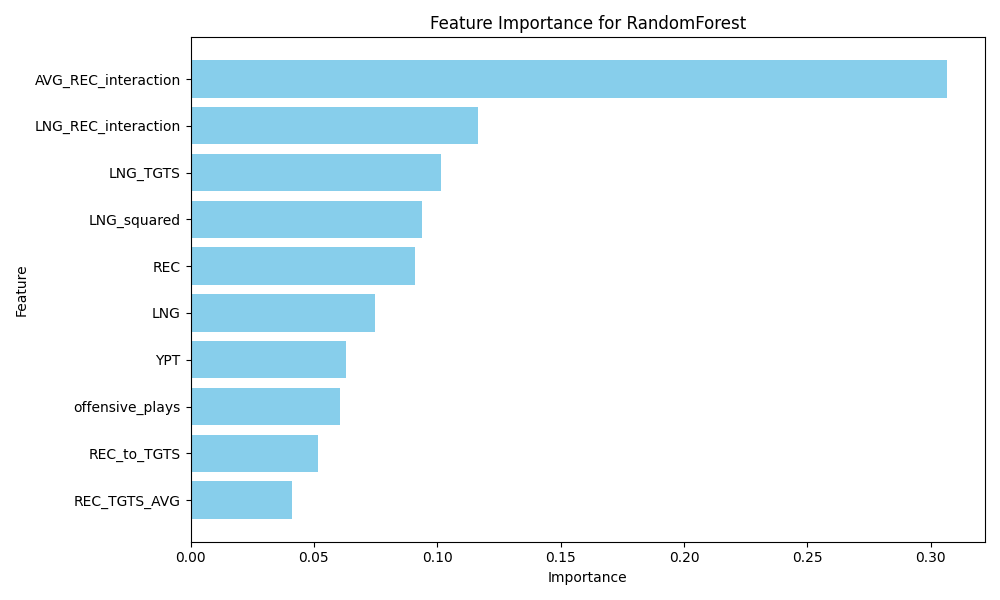 Feature Importance for RandomForest
AVG_REC_interaction
LNG_REC_interaction
LNG_TGTS
LNG_squared
REC
LNG
YPT
offensive_plays
REC_to_TGTS
REC_TGTS_AVG
Feature
0.00 0.05 0.10 0.15 0.20 0.25 0.30
Importance